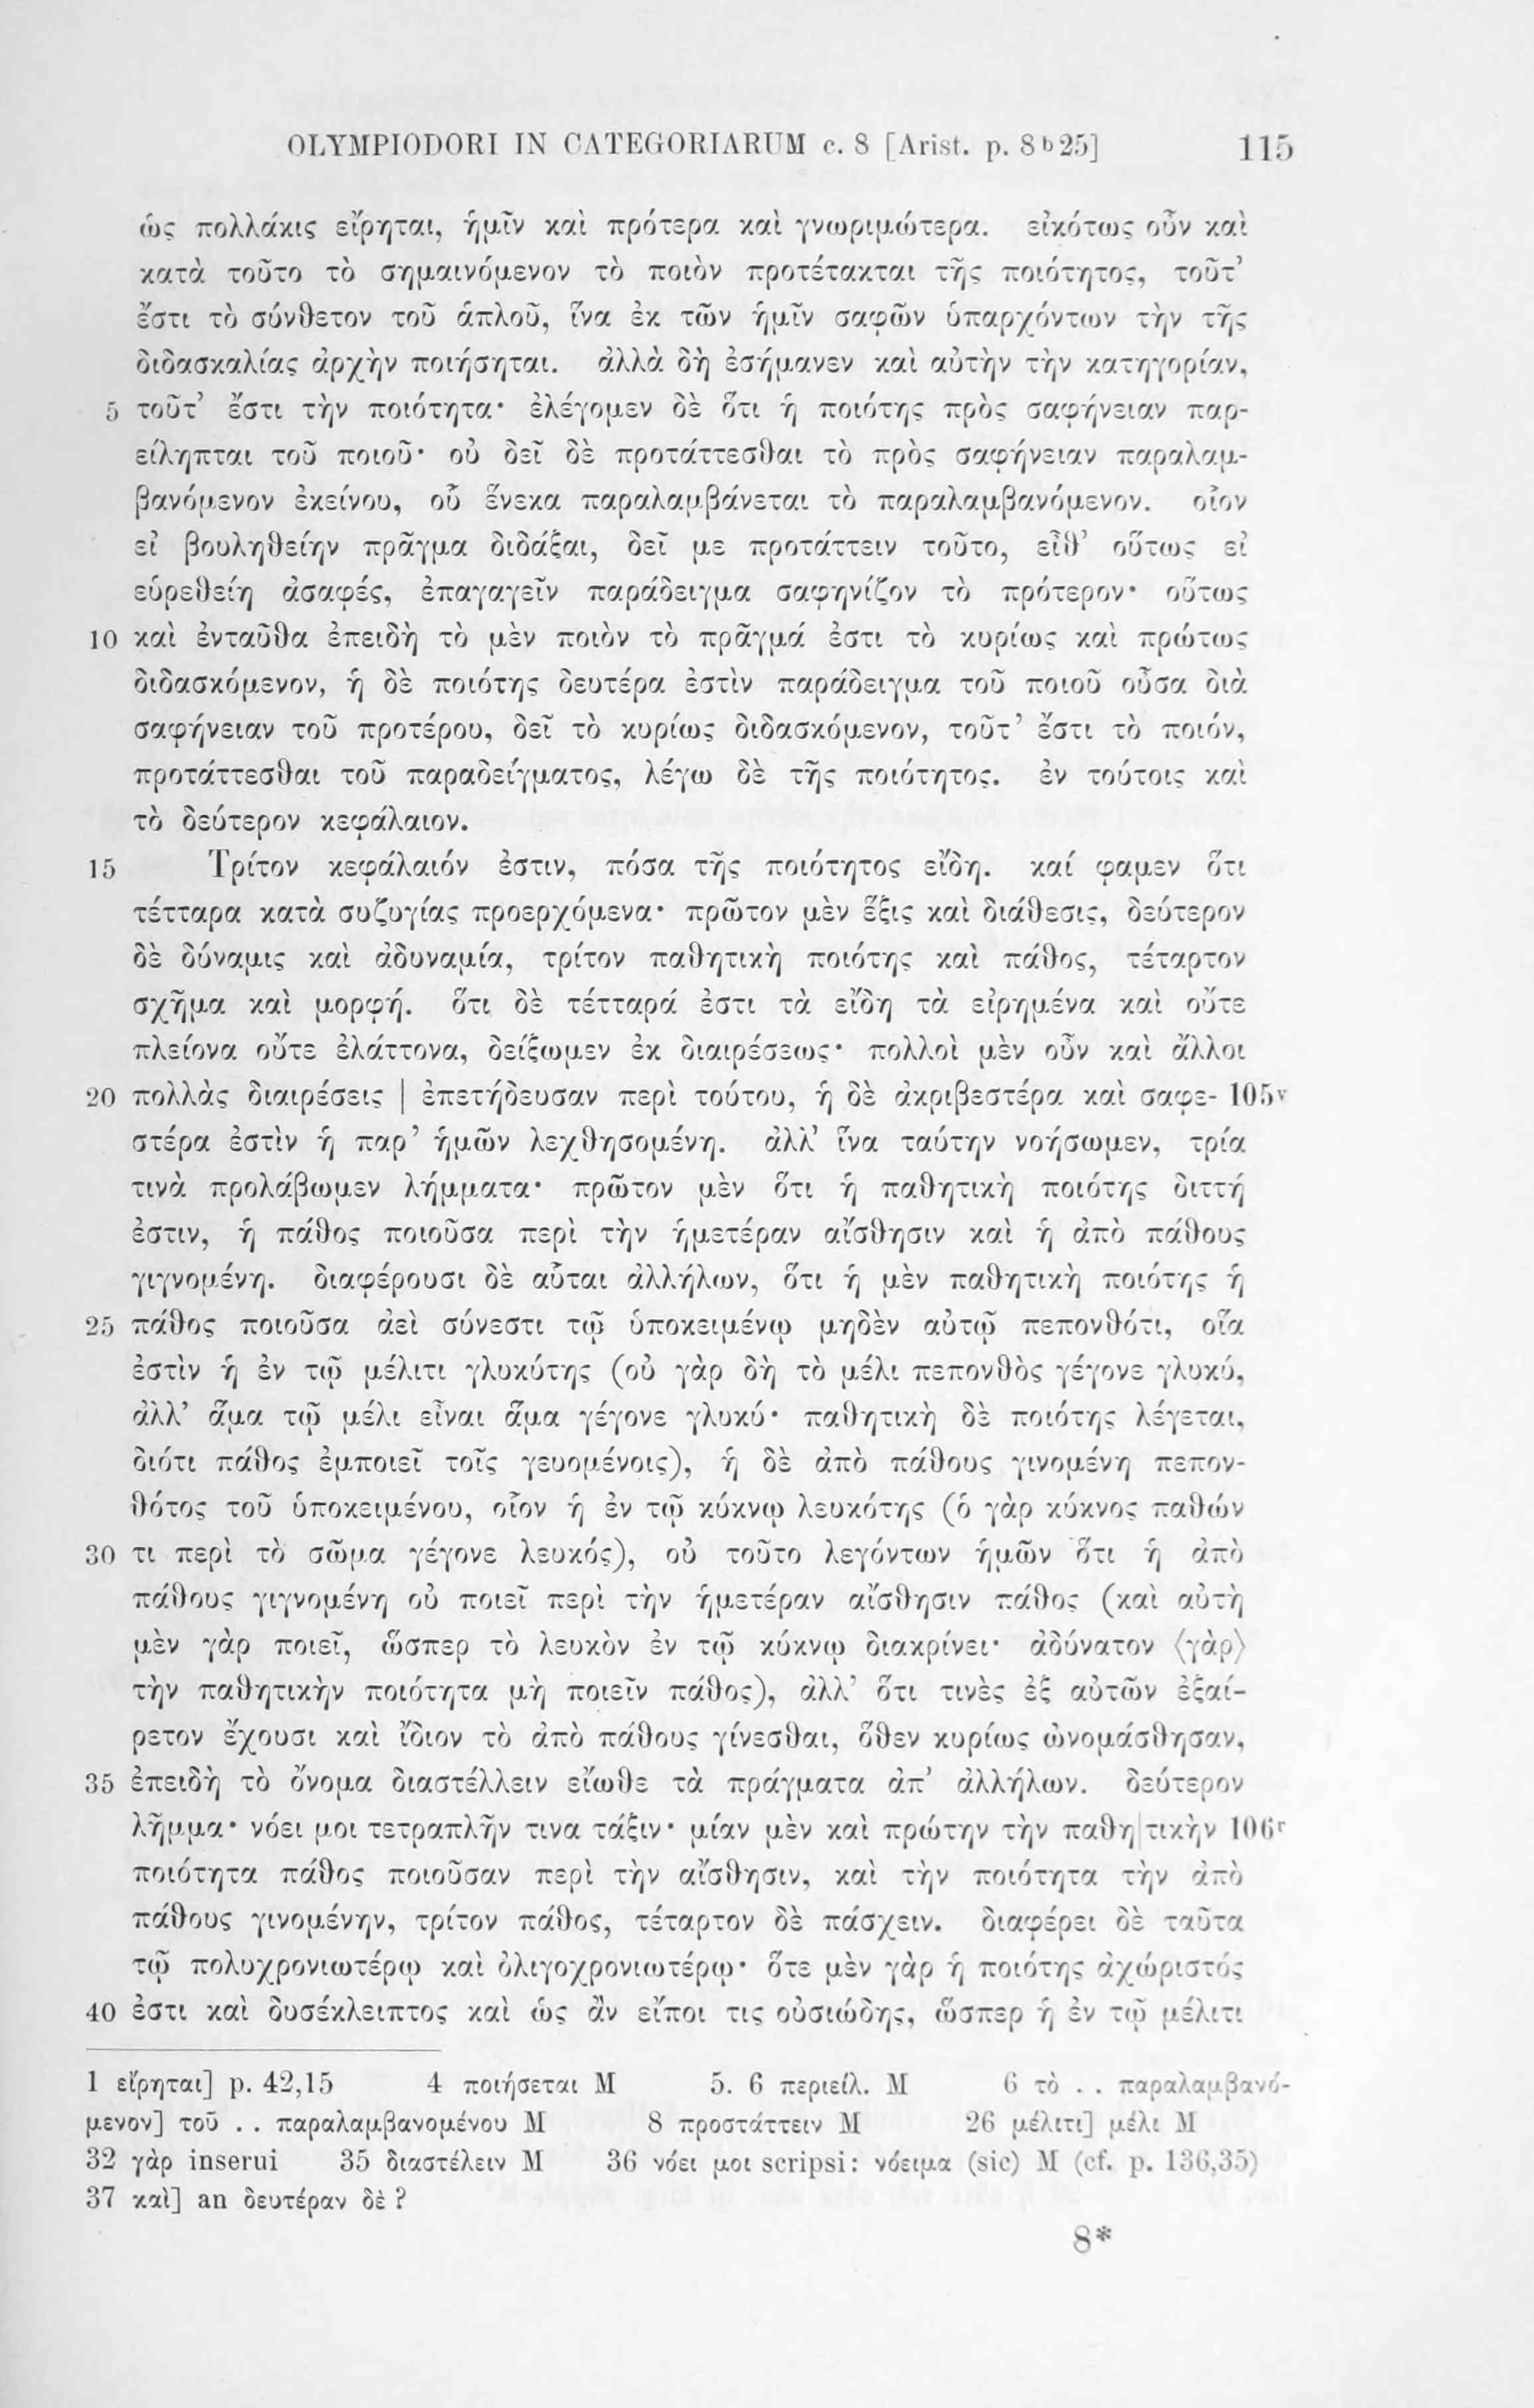 OLYMPIODORI IN CATEGORIARUM c. 8 [Arist. p. 8ᵇ25] 115
ὡς πολλάκις εἴρηται, ἡμῖν καὶ πρότερα καὶ γνωριμώτερα. εἰκότως οὖν καὶ
κατὰ τοῦτο τὸ σημαινόμενον τὸ ποιὸν προτέτακται τῆς ποιότητος, τοῦτ’
ἔστι τὸ σύνθετον τοῦ ἁπλοῦ, ἵνα ἐκ τῶν ἡμῖν σαφῶν ὑπαρχόντων τὴν τῆς
διδασκαλίας ἀρχὴν ποιήσηται. ἀλλὰ δὴ ἐσήμανεν καὶ αὐτὴν τὴν κατηγορίαν,
5 τοῦτ’ ἔστι τὴν ποιότητα· ἐλέγομεν δὲ ὅτι ἡ ποιότης πρὸς σαφήνειαν παρ-
είληπται τοῦ ποιοῦ· οὐ δεῖ δὲ προτάττεσθαι τὸ πρὸς σαφήνειαν παραλαμ-
βανόμενον ἐκείνου, οὗ ἕνεκα παραλαμβάνεται τὸ παραλαμβανόμενον. οἷον
εἰ βουληθείην πρᾶγμα διδάξαι, δεῖ με προτάττειν τοῦτο, εἶθ’ οὕτως εἰ
εὑρεθείη ἀσαφές, ἐπαγαγεῖν παράδειγμα σαφηνίζον τὸ πρότερον· οὕτως
10 καὶ ἐνταῦθα ἐπειδὴ τὸ μὲν ποιὸν τὸ πρᾶγμά ἐστι τὸ κυρίως καὶ πρώτως
διδασκόμενον, ἡ δὲ ποιότης δευτέρα ἐστὶν παράδειγμα τοῦ ποιοῦ οὖσα διὰ
σαφήνειαν τοῦ προτέρου, δεῖ τὸ κυρίως διδασκόμενον, τοῦτ’ ἔστι τὸ ποιόν,
προτάττεσθαι τοῦ παραδείγματος, λέγω δὲ τῆς ποιότητος. ἐν τούτοις καὶ
τὸ δεύτερον κεφάλαιον.
15 Τρίτον κεφάλαιόν ἐστιν, πόσα τῆς ποιότητος εἴδη. καί φαμεν ὅτι
τέτταρα κατὰ συζυγίας προερχόμενα· πρῶτον μὲν ἕξις καὶ διάθεσις, δεύτερον
δὲ δύναμις καὶ ἀδυναμία, τρίτον παθητικὴ ποιότης καὶ πάθος, τέταρτον
σχῆμα καὶ μορφή. ὅτι δὲ τέτταρά ἐστι τὰ εἴδη τὰ εἰρημένα καὶ οὔτε
πλείονα οὔτε ἐλάττονα, δείξωμεν ἐκ διαιρέσεως· πολλοὶ μὲν οὖν καὶ ἄλλοι
20 πολλὰς διαιρέσεις | ἐπετήδευσαν περὶ τούτου, ἡ δὲ ἀκριβεστέρα καὶ σαφε- 105ᵛ
στέρα ἐστὶν ἡ παρ’ ἡμῶν λεχθησομένη. ἀλλ’ ἵνα ταύτην νοήσωμεν, τρία
τινὰ προλάβωμεν λήμματα· πρῶτον μὲν ὅτι ἡ παθητικὴ ποιότης διττή
ἐστιν, ἡ πάθος ποιοῦσα περὶ τὴν ἡμετέραν αἴσθησιν καὶ ἡ ἀπὸ πάθους
γιγνομένη. διαφέρουσι δὲ αὗται ἀλλήλων, ὅτι ἡ μὲν παθητικὴ ποιότης ἡ
25 πάθος ποιοῦσα ἀεὶ σύνεστι τῷ ὑποκειμένῳ μηδὲν αὐτῷ πεπονθότι, οἵα
ἐστὶν ἡ ἐν τῷ μέλιτι γλυκύτης (οὐ γὰρ δὴ τὸ μέλι πεπονθὸς γέγονε γλυκύ,
ἀλλ’ ἅμα τῷ μέλι εἶναι ἅμα γέγονε γλυκύ· παθητικὴ δὲ ποιότης λέγεται,
διότι πάθος ἐμποιεῖ τοῖς γευομένοις), ἡ δὲ ἀπὸ πάθους γινομένη πεπον-
θότος τοῦ ὑποκειμένου, οἷον ἡ ἐν τῷ κύκνῳ λευκότης (ὁ γὰρ κύκνος παθών
30 τι περὶ τὸ σῶμα γέγονε λευκός), οὐ τοῦτο λεγόντων ἡμῶν ὅτι ἡ ἀπὸ
πάθους γιγνομένη οὐ ποιεῖ περὶ τὴν ἡμετέραν αἴσθησιν πάθος (καὶ αὐτὴ
μὲν γὰρ ποιεῖ, ὥσπερ τὸ λευκὸν ἐν τῷ κύκνῳ διακρίνει· ἀδύνατον ⟨γὰρ⟩
τὴν παθητικὴν ποιότητα μὴ ποιεῖν πάθος), ἀλλ’ ὅτι τινὲς ἐξ αὐτῶν ἐξαί-
ρετον ἔχουσι καὶ ἴδιον τὸ ἀπὸ πάθους γίνεσθαι, ὅθεν κυρίως ὠνομάσθησαν,
35 ἐπειδὴ τὸ ὄνομα διαστέλλειν εἴωθε τὰ πράγματα ἀπ’ ἀλλήλων. δεύτερον
λῆμμα· νόει μοι τετραπλῆν τινα τάξιν· μίαν μὲν καὶ πρώτην τὴν παθη|τικὴν 106ʳ
ποιότητα πάθος ποιοῦσαν περὶ τὴν αἴσθησιν, καὶ τὴν ποιότητα τὴν ἀπὸ
πάθους γινομένην, τρίτον πάθος, τέταρτον δὲ πάσχειν. διαφέρει δὲ ταῦτα
τῷ πολυχρονιωτέρῳ καὶ ὀλιγοχρονιωτέρῳ· ὅτε μὲν γὰρ ἡ ποιότης ἀχώριστός
40 ἐστι καὶ δυσέκλειπτος καὶ ὡς ἂν εἴποι τις οὐσιώδης, ὥσπερ ἡ ἐν τῷ μέλιτι
1 εἴρηται] p. 42,15 4 ποιήσεται M 5. 6 περιείλ. M 6 τὸ . . παραλαμβανό-
μενον] τοῦ . . παραλαμβανομένου M 8 προστάττειν M 26 μέλιτι] μέλι M
32 γὰρ inserui 35 διαστέλειν M 36 νόει μοι scripsi: νόειμα (sic) M (cf. p. 136,35)
37 καὶ] an δευτέραν δὲ ?
8*